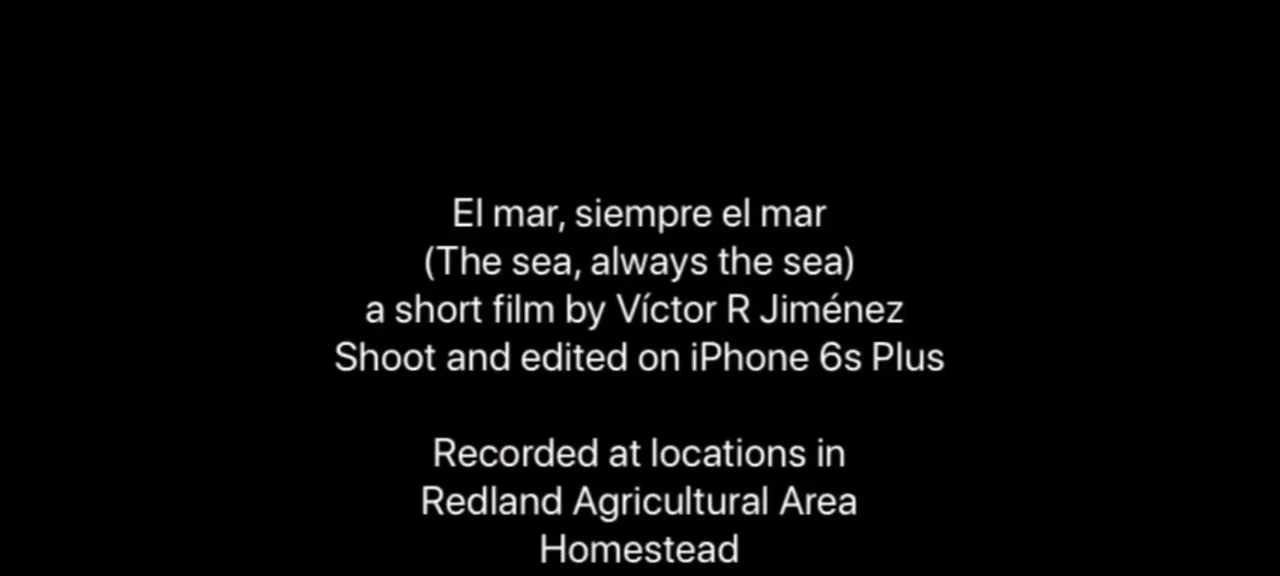 El mar, siempre el mar
(The sea, always the sea)
a short film by Víctor R Jiménez
Shoot and edited on iPhone 6s Plus
Recorded at locations in
Redland Agricultural Area
Homestead